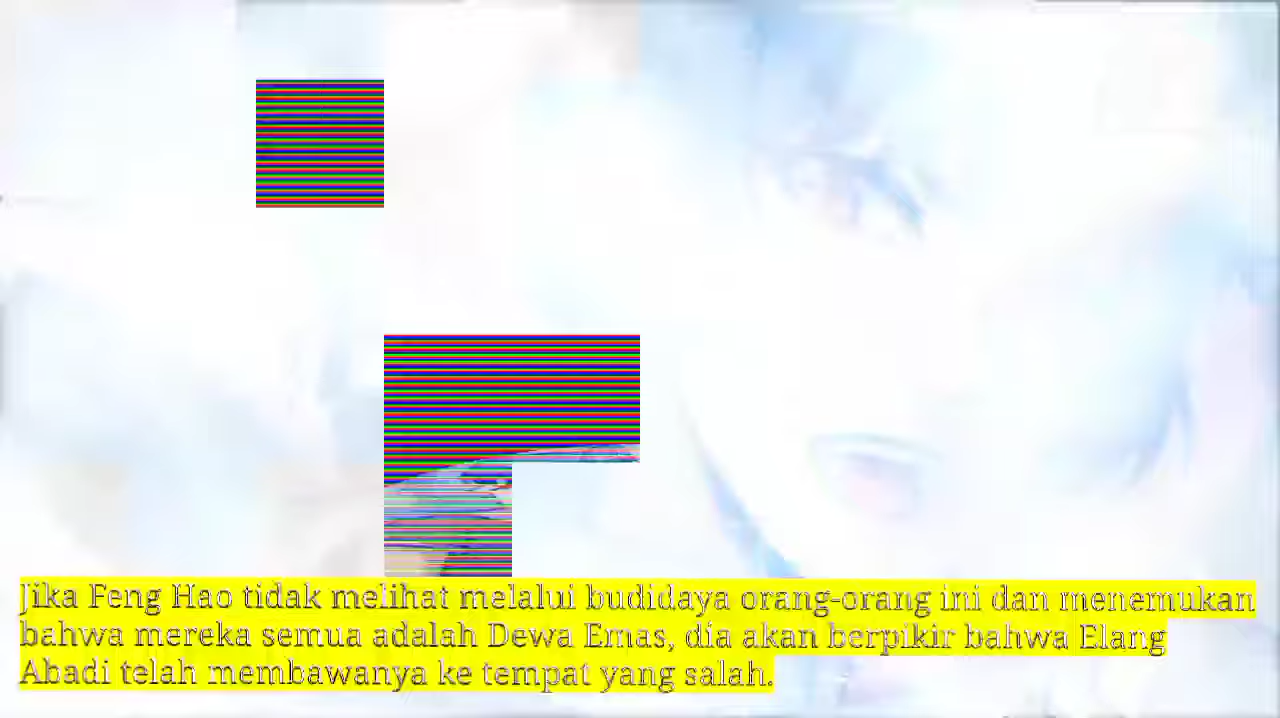 Jika Feng Hao tidak melihat melalui budidaya orang-orang ini dan menemukan
bahwa mereka semua adalah Dewa Emas, dia akan berpikir bahwa Elang
Abadi telah membawanya ke tempat yang salah.